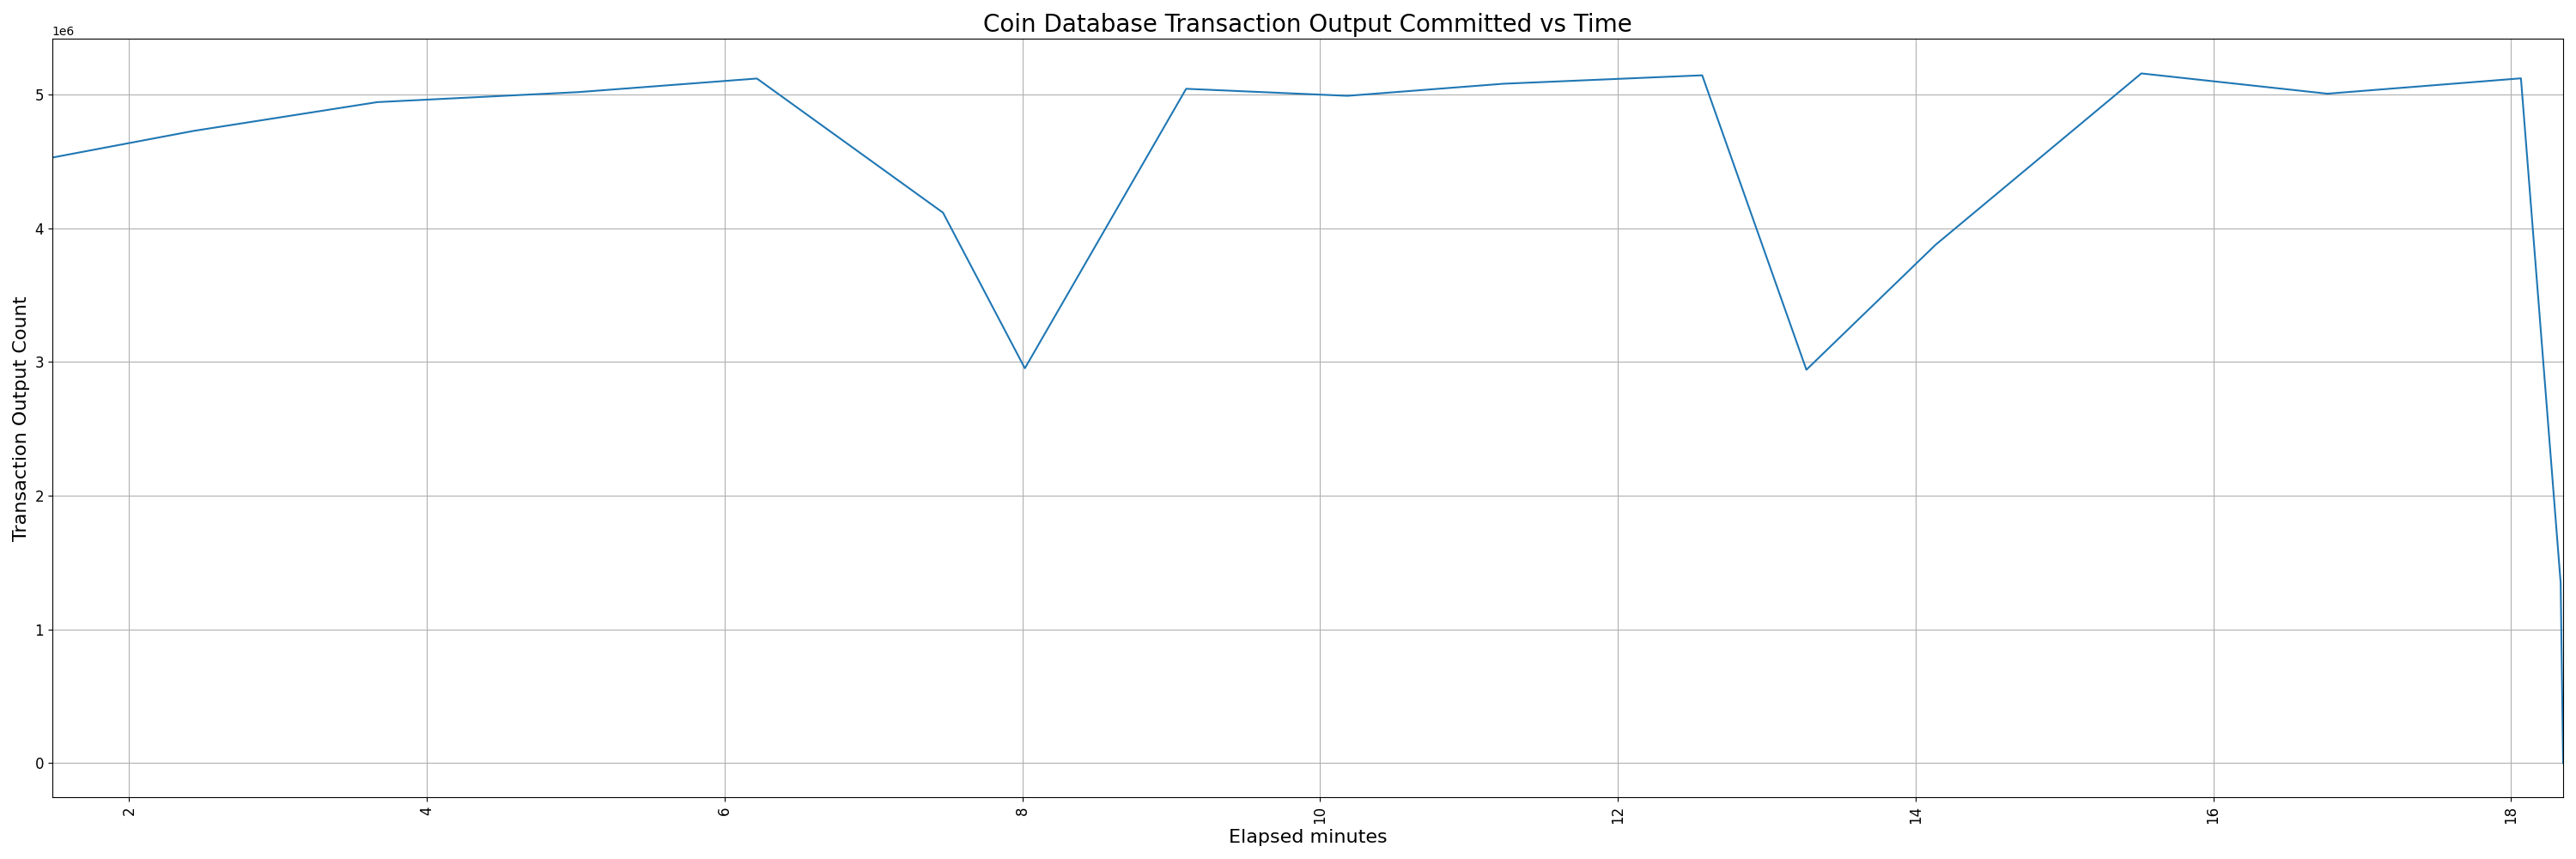 Coin Database Transaction Output Committed vs Time
1e6
5
4
3
2
1
0
Transaction Output Count
2 4 6 8 10 12 14 16 18
Elapsed minutes